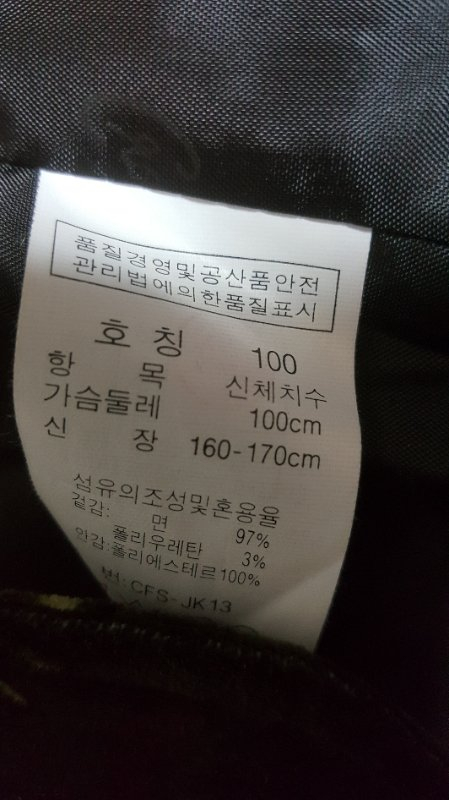 품질경영및공산품안전
관리법에의한품질표시
호 칭 100
항 목 신체치수
가슴둘레 100cm
신 장 160-170cm
섬유의조성및혼용율
겉감: 면 97%
폴리우레탄 3%
안감:폴리에스테르100%
번: CFS-JK13